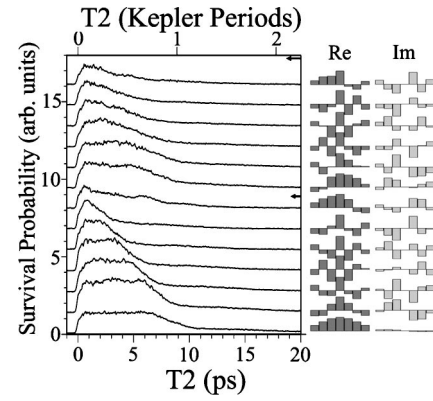 T2 (Kepler Periods)
0 1 2
Re Im
Survival Probability (arb. units)
15
10
5
0
0 5 10 15 20
T2 (ps)